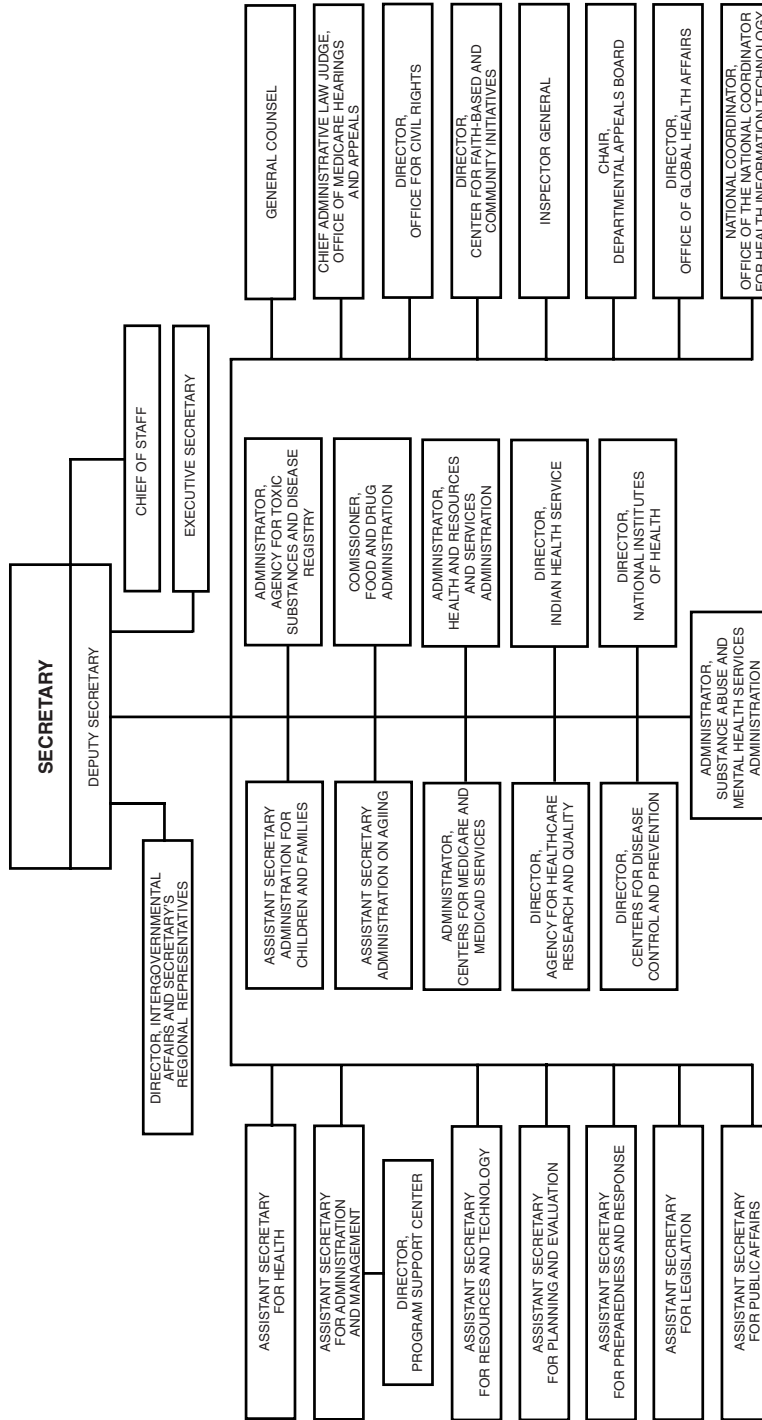 SECRETARY
DEPUTY SECRETARY
CHIEF OF STAFF
EXECUTIVE SECRETARY
DIRECTOR, INTERGOVERNMENTAL
AFFAIRS AND SECRETARY'S
REGIONAL REPRESENTATIVES
ASSISTANT SECRETARY
FOR HEALTH
ASSISTANT SECRETARY
FOR ADMINISTRATION
AND MANAGEMENT
DIRECTOR,
PROGRAM SUPPORT CENTER
ASSISTANT SECRETARY
FOR RESOURCES AND TECHNOLOGY
ASSISTANT SECRETARY
FOR PLANNING AND EVALUATION
ASSISTANT SECRETARY
FOR PREPAREDNESS AND RESPONSE
ASSISTANT SECRETARY
FOR LEGISLATION
ASSISTANT SECRETARY
FOR PUBLIC AFFAIRS
ASSISTANT SECRETARY
ADMINISTRATION FOR
CHILDREN AND FAMILIES
ASSISTANT SECRETARY
ADMINISTRATION ON AGIING
ADMINISTRATOR,
CENTERS FOR MEDICARE AND
MEDICAID SERVICES
DIRECTOR,
AGENCY FOR HEALTHCARE
RESEARCH AND QUALITY
DIRECTOR,
CENTERS FOR DISEASE
CONTROL AND PREVENTION
ADMINISTRATOR,
AGENCY FOR TOXIC
SUBSTANCES AND DISEASE
REGISTRY
COMISSIONER,
FOOD AND DRUG
ADMINISTRATION
ADMINISTRATOR,
HEALTH AND RESOURCES
AND SERVICES
ADMINISTRATION
DIRECTOR,
INDIAN HEALTH SERVICE
DIRECTOR,
NATIONAL INSTITUTES
OF HEALTH
ADMINISTRATOR,
SUBSTANCE ABUSE AND
MENTAL HEALTH SERVICES
ADMINISTRATION
GENERAL COUNSEL
CHIEF ADMINISTRATIVE LAW JUDGE,
OFFICE OF MEDICARE HEARINGS
AND APPEALS
DIRECTOR,
OFFICE FOR CIVIL RIGHTS
DIRECTOR,
CENTER FOR FAITH-BASED AND
COMMUNITY INITIATIVES
INSPECTOR GENERAL
CHAIR,
DEPARTMENTAL APPEALS BOARD
DIRECTOR,
OFFICE OF GLOBAL HEALTH AFFAIRS
NATIONAL COORDINATOR,
OFFICE OF THE NATIONAL COORDINATOR
FOR HEALTH INFORMATION TECHNOLOGY